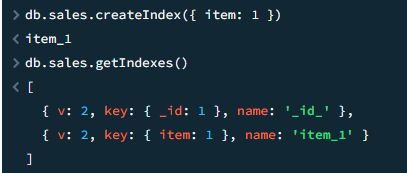 > db.sales.createIndex({ item: 1 })
< item_1
> db.sales.getIndexes()
< [
{ v: 2, key: { _id: 1 }, name: '_id_' },
{ v: 2, key: { item: 1 }, name: 'item_1' }
]